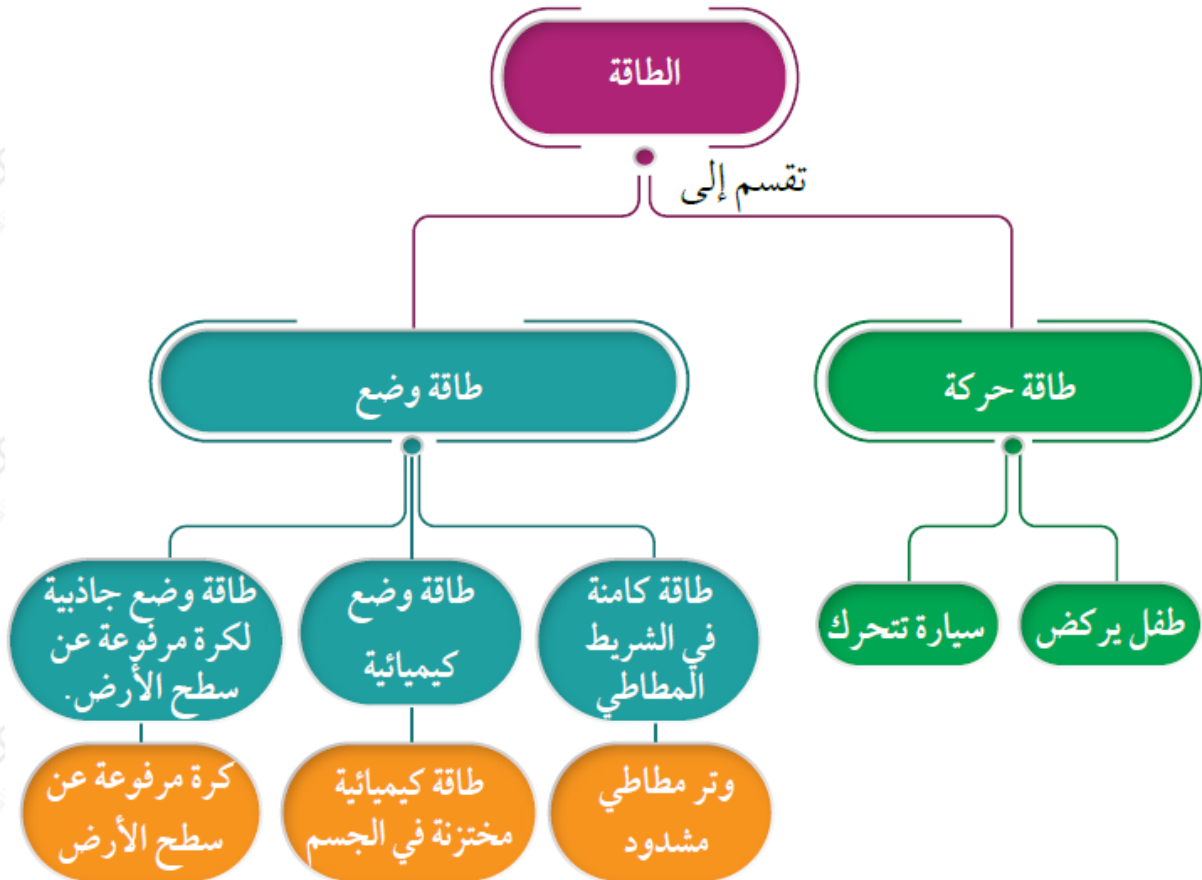 الطاقة
تقسم إلى
طاقة حركة
طاقة وضع
طفل يركض
سيارة تتحرك
طاقة كامنة
في الشريط
المطاطي
طاقة وضع
كيميائية
طاقة وضع جاذبية
لكرة مرفوعة عن
سطح الأرض.
وتر مطاطي
مشدود
طاقة كيميائية
مختزنة في الجسم
كرة مرفوعة عن
سطح الأرض